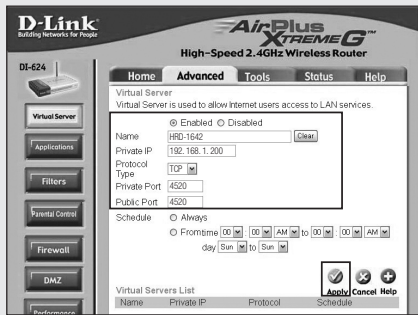 D-Link
Building Networks for People
AirPlus
XTREME G™
High-Speed 2.4GHz Wireless Router
DI-624
Home Advanced Tools Status Help
Virtual Server
Applications
Filters
Parental Control
Firewall
DMZ
Performance
Virtual Server
Virtual Server is used to allow Internet users access to LAN services.
Enabled Disabled
Name HRD-1642 Clear
Private IP 192.168.1.200
Protocol Type TCP
Private Port 4520
Public Port 4520
Schedule Always
From time 00 : 00 AM to 00 : 00 AM
day Sun to Sun
Apply Cancel Help
Virtual Servers List
Name Private IP Protocol Schedule